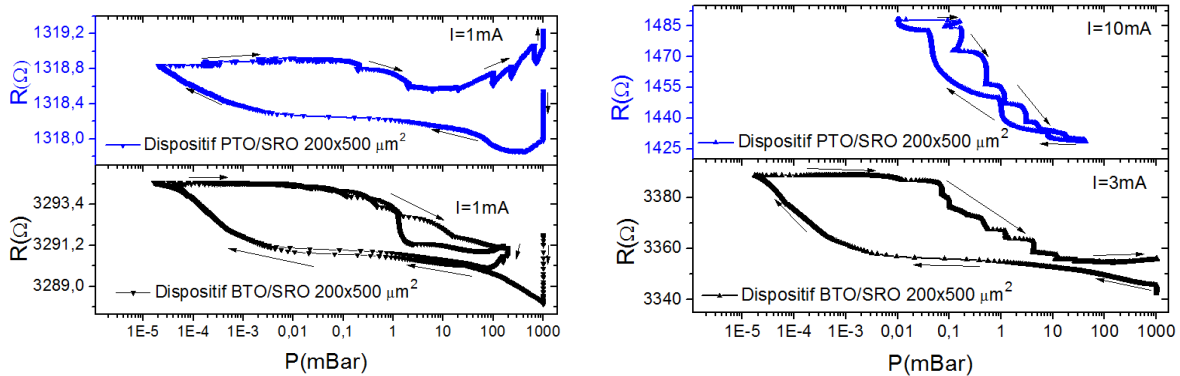 1319,2
I=1mA
1318,8
R(Ω)
1318,4
1318,0
Dispositif PTO/SRO 200x500 μm²
3293,4
I=1mA
R(Ω)
3291,2
3289,0
Dispositif BTO/SRO 200x500 μm²
1E-5 1E-4 1E-3 0,01 0,1 1 10 100 1000
P(mBar)
1485
I=10mA
1470
R(Ω)
1455
1440
Dispositif PTO/SRO 200x500 μm²
1425
I=3mA
3380
R(Ω)
3360
Dispositif BTO/SRO 200x500 μm²
3340
1E-5 1E-4 1E-3 0,01 0,1 1 10 100 1000
P(mBar)